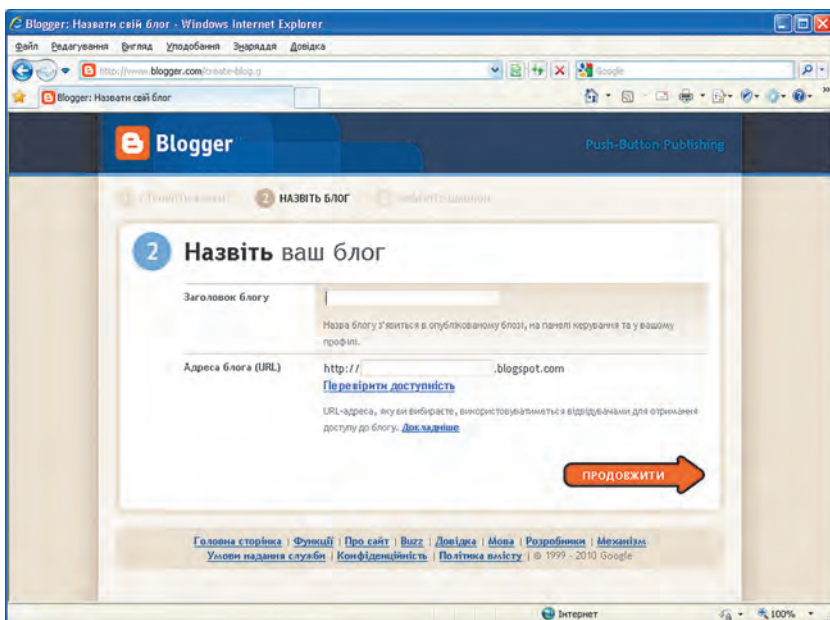 Blogger: Назвати свій блог - Windows Internet Explorer
Файл Редагування Вигляд Уподобання Знаряддя Довідка
http://www.blogger.com/create-blog.g
Google
Blogger: Назвати свій блог
Blogger
Push-Button Publishing
1
2 НАЗВІТЬ БЛОГ
2 Назвіть ваш блог
Заголовок блогу
Назва блогу з'явиться в опублікованому блозі, на панелі керування та у вашому
профілі.
Адреса блога (URL)
http:// .blogspot.com
Перевірити доступність
URL-адреса, яку ви вибираєте, використовуватиметься відвідувачами для отримання
доступу до блогу. Докладніше
ПРОДОВЖИТИ
Головна сторінка | Функції | Про сайт | Buzz | Довідка | Мова | Розробники | Механізм
Умови надання служби | Конфіденційність | Політика вмісту | © 1999 - 2010 Google
Інтернет
100%